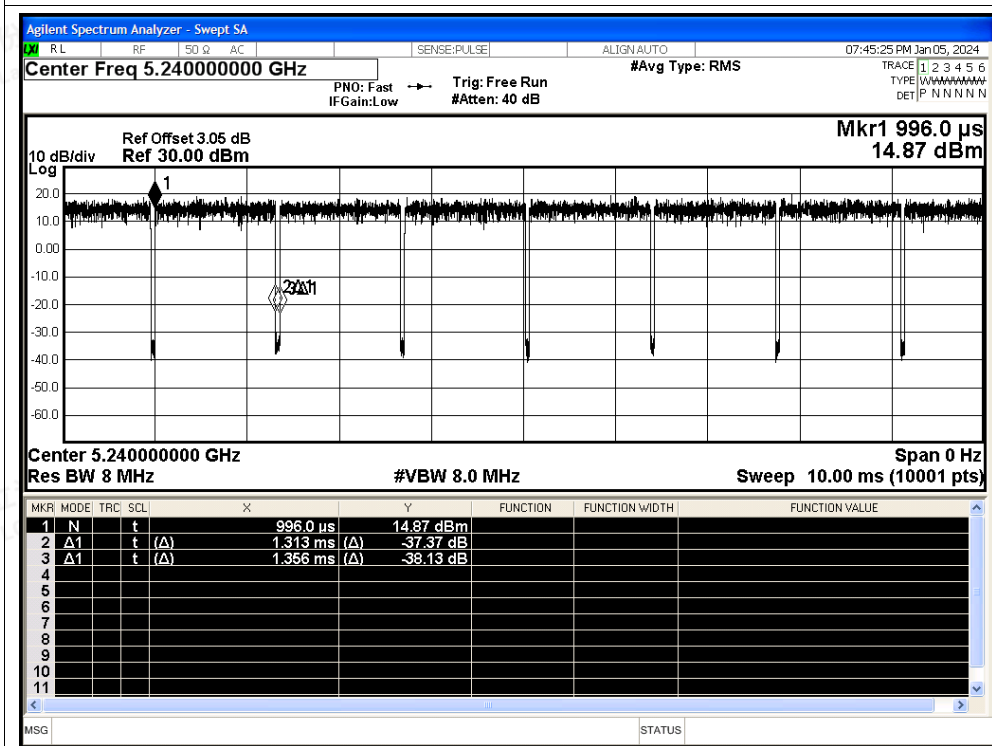 Agilent Spectrum Analyzer - Swept SA
LXI RL RF 50 Ω AC SENSE:PULSE ALIGN AUTO 07:45:25 PM Jan 05, 2024
Center Freq 5.240000000 GHz
PNO: Fast
IFGain:Low
Trig: Free Run
#Atten: 40 dB
#Avg Type: RMS
TRACE 1 2 3 4 5 6
TYPE
DET P N N N N N
Ref Offset 3.05 dB
10 dB/div Ref 30.00 dBm
Mkr1 996.0 µs
14.87 dBm
Log
20.0
1
10.0
0.00
-10.0
-20.0
-30.0
-40.0
-50.0
-60.0
Center 5.240000000 GHz Span 0 Hz
Res BW 8 MHz #VBW 8.0 MHz Sweep 10.00 ms (10001 pts)
MKR MODE TRC SCL X Y FUNCTION FUNCTION WIDTH FUNCTION VALUE
1 N t 996.0 µs 14.87 dBm
2 Δ1 t (Δ) 1.313 ms (Δ) -37.37 dB
3 Δ1 t (Δ) 1.356 ms (Δ) -38.13 dB
4
5
6
7
8
9
10
11
MSG STATUS